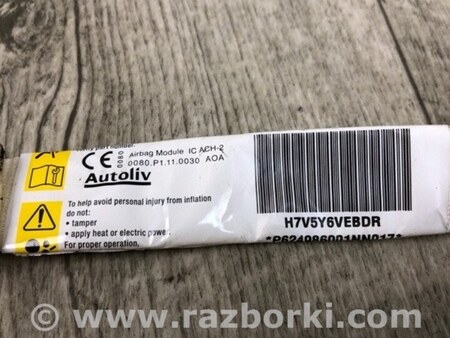 Airbag Module IC ACH-2
CE 0080 0080.P1.11.0030 AOA
Autoliv
To help avoid personal injury from inflation
do not:
• tamper
• apply heat or electric power.
For proper operation,
H7V5Y6VEBDR
*P624986001NN017*
© www.razborki.com